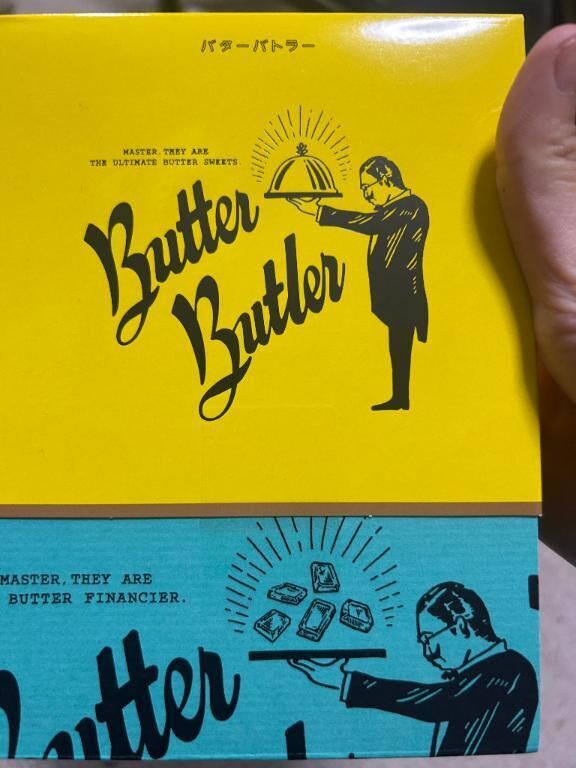 バターバトラー
MASTER, THEY ARE
THE ULTIMATE BUTTER SWEETS.
Butter
Butler
MASTER, THEY ARE
BUTTER FINANCIER.
Butter